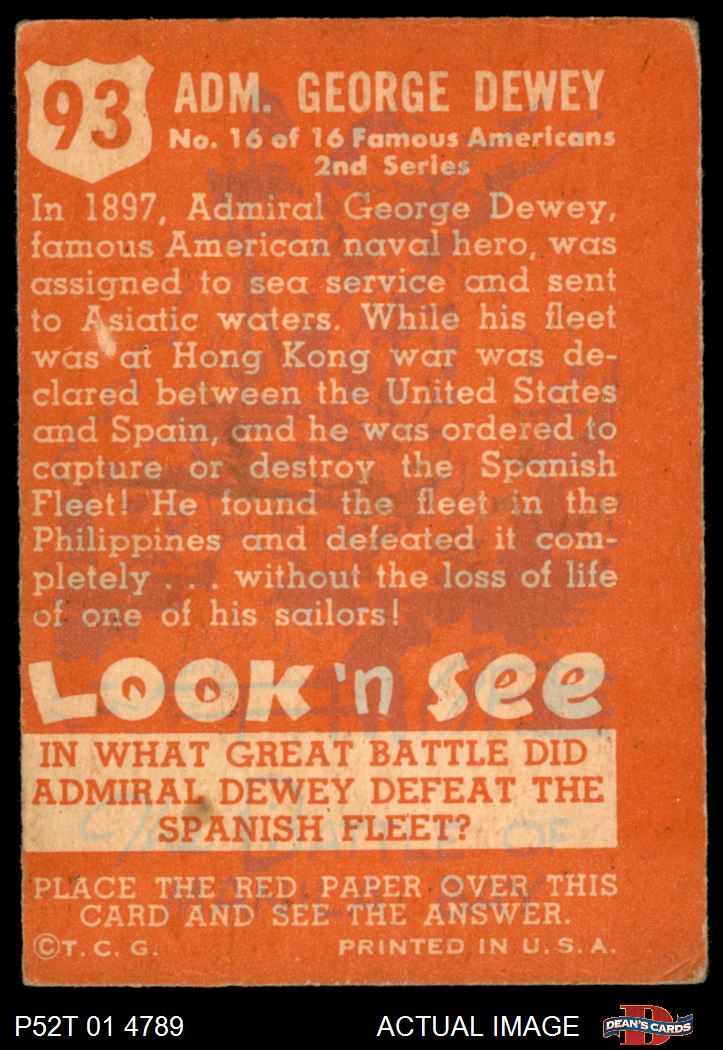 93
ADM. GEORGE DEWEY
No. 16 of 16 Famous Americans
2nd Series
In 1897, Admiral George Dewey,
famous American naval hero, was
assigned to sea service and sent
to Asiatic waters. While his fleet
was at Hong Kong war was de-
clared between the United States
and Spain, and he was ordered to
capture or destroy the Spanish
Fleet! He found the fleet in the
Philippines and defeated it com-
pletely . . . without the loss of life
of one of his sailors!
LOOK 'n See
IN WHAT GREAT BATTLE DID
ADMIRAL DEWEY DEFEAT THE
SPANISH FLEET?
The BATTLE OF
PLACE THE RED PAPER OVER THIS
CARD AND SEE THE ANSWER.
©T. C. G. PRINTED IN U. S. A.
P52T 01 4789 ACTUAL IMAGE DEAN'S CARDS